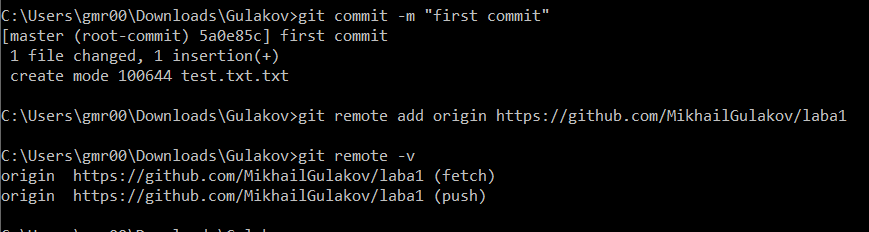 C:\Users\gmr00\Downloads\Gulakov>git commit -m "first commit"
[master (root-commit) 5a0e85c] first commit
 1 file changed, 1 insertion(+)
 create mode 100644 test.txt.txt
C:\Users\gmr00\Downloads\Gulakov>git remote add origin https://github.com/MikhailGulakov/laba1
C:\Users\gmr00\Downloads\Gulakov>git remote -v
origin  https://github.com/MikhailGulakov/laba1 (fetch)
origin  https://github.com/MikhailGulakov/laba1 (push)